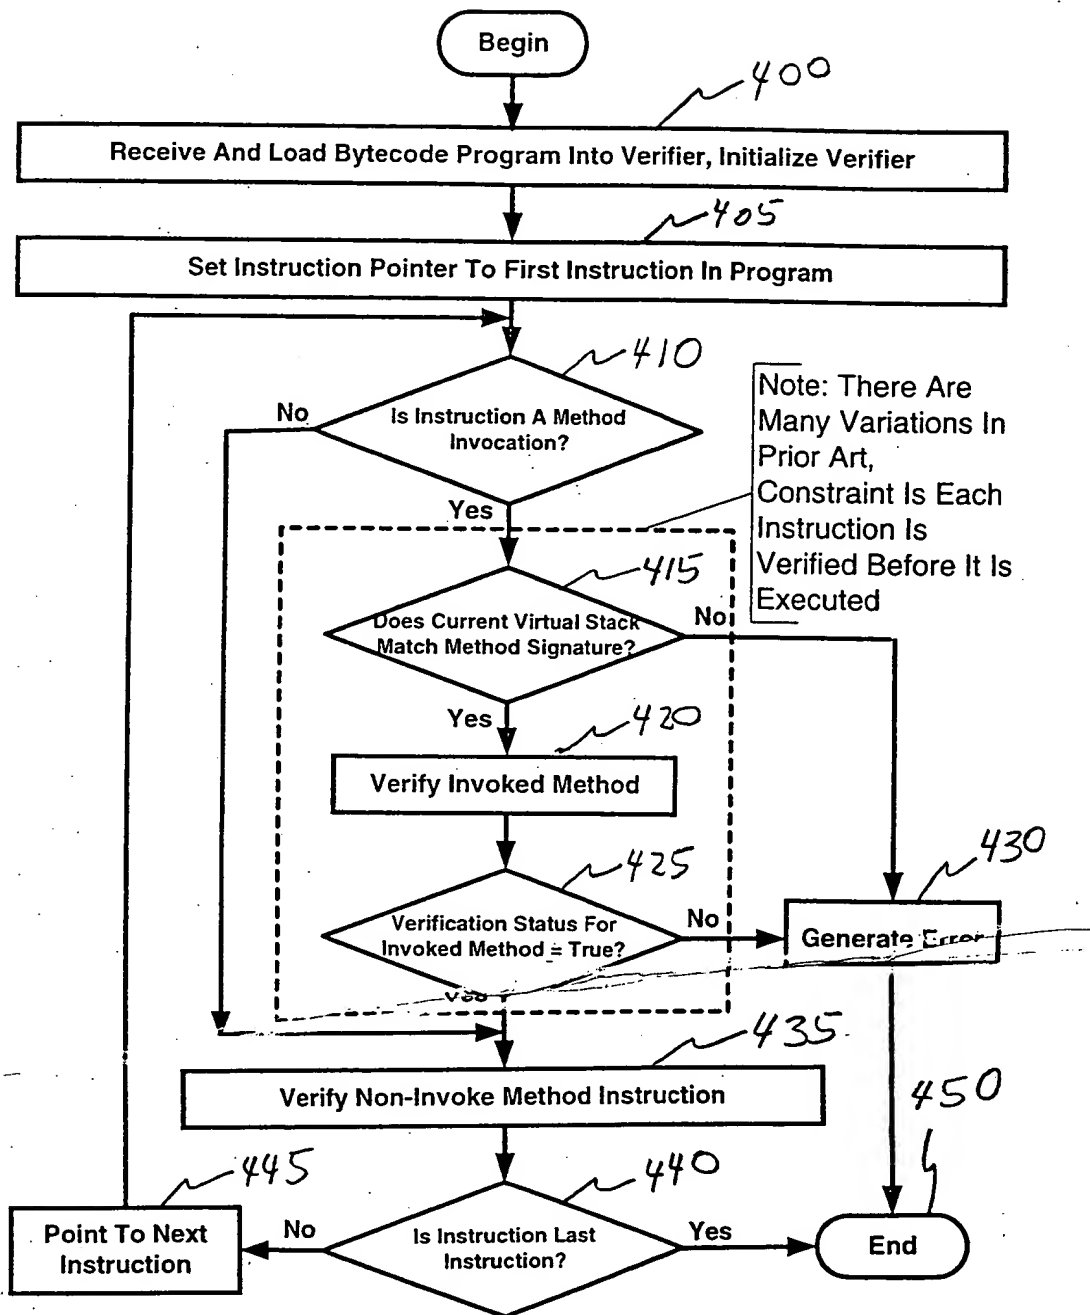 Begin
400
Receive And Load Bytecode Program Into Verifier, Initialize Verifier
405
Set Instruction Pointer To First Instruction In Program
410
Is Instruction A Method
Invocation?
No
Yes
Note: There Are
Many Variations In
Prior Art,
Constraint Is Each
Instruction Is
Verified Before It Is
Executed
415
Does Current Virtual Stack
Match Method Signature?
No
Yes
420
Verify Invoked Method
425
Verification Status For
Invoked Method = True?
No
Yes
430
Generate Error
435
Verify Non-Invoke Method Instruction
440
Is Instruction Last
Instruction?
No
Yes
445
Point To Next
Instruction
450
End